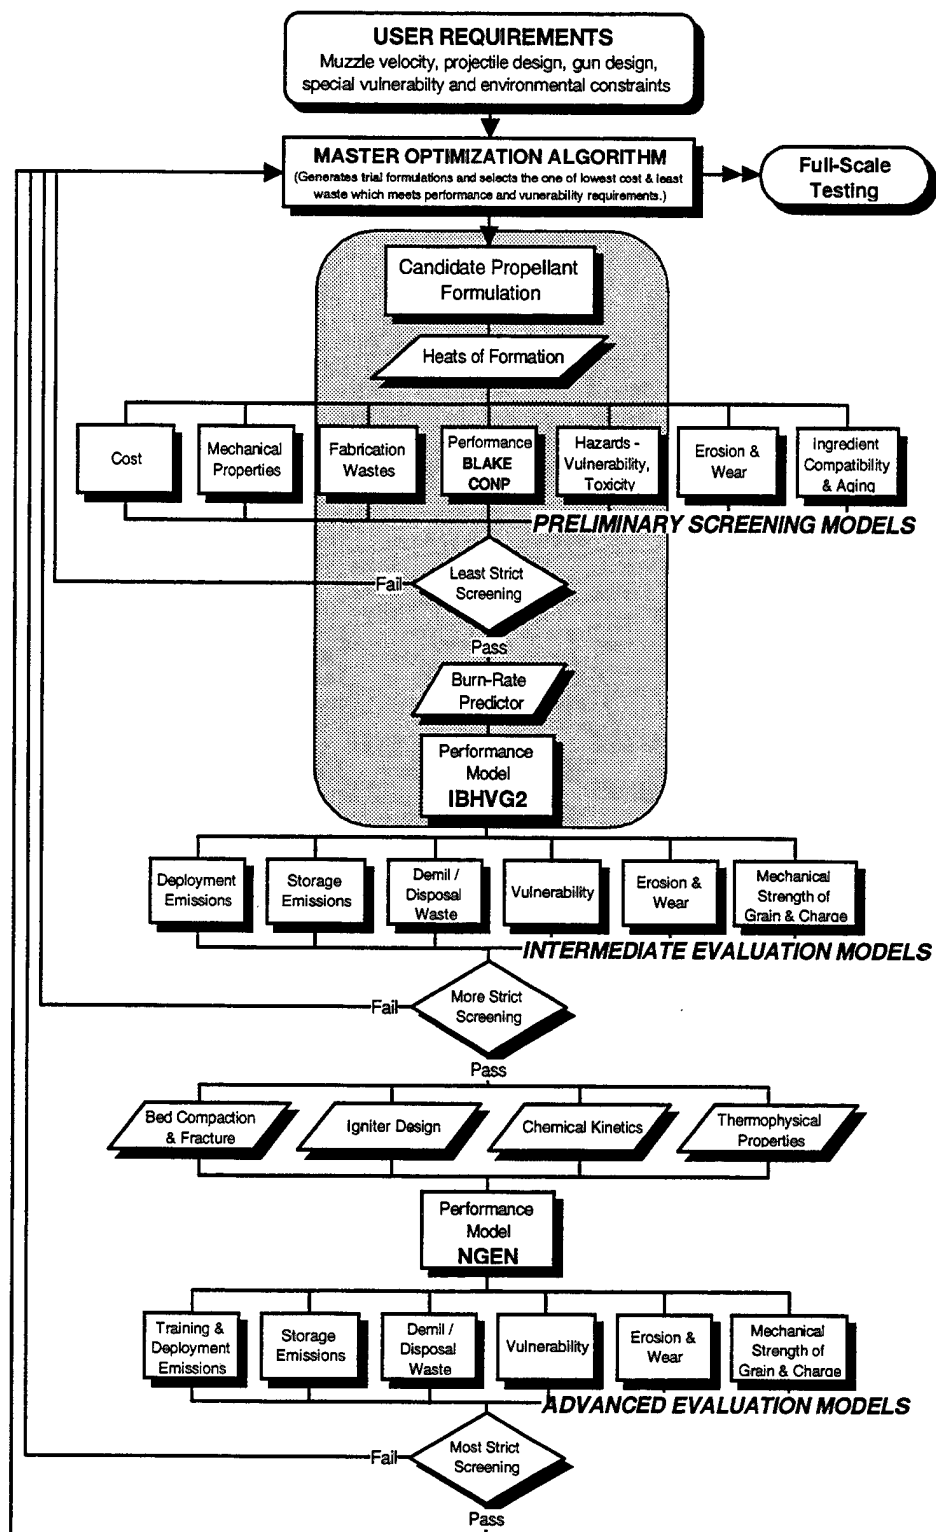 USER REQUIREMENTS
Muzzle velocity, projectile design, gun design,
special vulnerabilty and environmental constraints
MASTER OPTIMIZATION ALGORITHM
(Generates trial formulations and selects the one of lowest cost & least
waste which meets performance and vunerability requirements.)
Full-Scale
Testing
Candidate Propellant
Formulation
Heats of Formation
Cost
Mechanical
Properties
Fabrication
Wastes
Performance
BLAKE
CONP
Hazards -
Vulnerability,
Toxicity
Erosion &
Wear
Ingredient
Compatibility
& Aging
PRELIMINARY SCREENING MODELS
Fail
Least Strict
Screening
Pass
Burn-Rate
Predictor
Performance
Model
IBHVG2
Deployment
Emissions
Storage
Emissions
Demil /
Disposal
Waste
Vulnerability
Erosion &
Wear
Mechanical
Strength of
Grain & Charge
INTERMEDIATE EVALUATION MODELS
Fail
More Strict
Screening
Pass
Bed Compaction
& Fracture
Igniter Design
Chemical Kinetics
Thermophysical
Properties
Performance
Model
NGEN
Training &
Deployment
Emissions
Storage
Emissions
Demil /
Disposal
Waste
Vulnerability
Erosion &
Wear
Mechanical
Strength of
Grain & Charge
ADVANCED EVALUATION MODELS
Fail
Most Strict
Screening
Pass